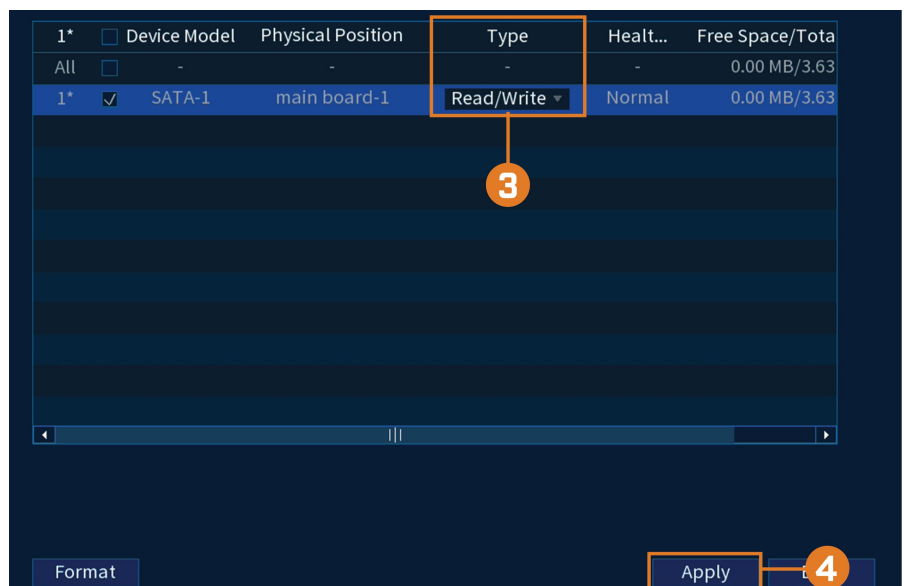 1* Device Model Physical Position Type Healt... Free Space/Tota
All - - - - 0.00 MB/3.63
1* SATA-1 main board-1 Read/Write Normal 0.00 MB/3.63
3
Format Apply 4